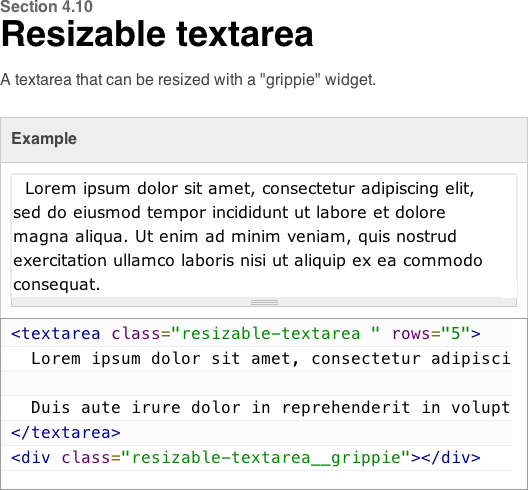 Section 4.10
Resizable textarea
A textarea that can be resized with a "grippie" widget.
Example
Lorem ipsum dolor sit amet, consectetur adipiscing elit,
sed do eiusmod tempor incididunt ut labore et dolore
magna aliqua. Ut enim ad minim veniam, quis nostrud
exercitation ullamco laboris nisi ut aliquip ex ea commodo
consequat.
<textarea class="resizable-textarea " rows="5">
Lorem ipsum dolor sit amet, consectetur adipisci
Duis aute irure dolor in reprehenderit in volupt
</textarea>
<div class="resizable-textarea__grippie"></div>